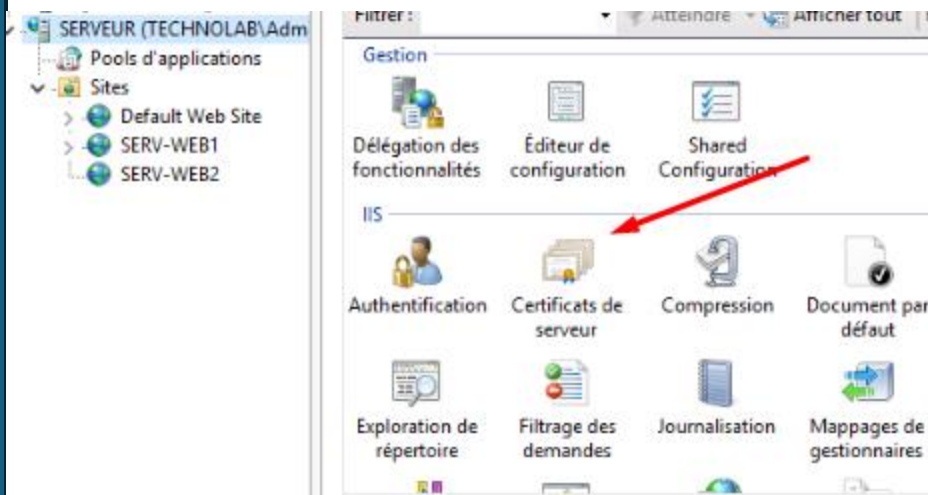 SERVEUR (TECHNOLAB\Adm
Pools d'applications
Sites
Default Web Site
SERV-WEB1
SERV-WEB2
Filtrer :
Atteindre
Afficher tout
Gestion
Délégation des
fonctionnalités
Éditeur de
configuration
Shared
Configuration
IIS
Authentification
Certificats de
serveur
Compression
Document par
défaut
Exploration de
répertoire
Filtrage des
demandes
Journalisation
Mappages de
gestionnaires